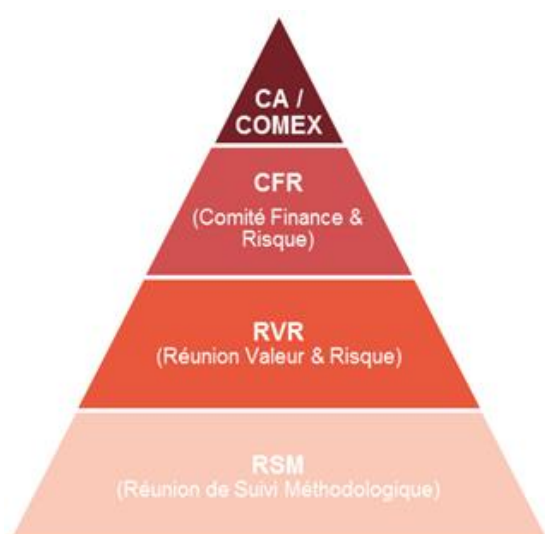 CA /
COMEX
CFR
(Comité Finance &
Risque)
RVR
(Réunion Valeur & Risque)
RSM
(Réunion de Suivi Méthodologique)